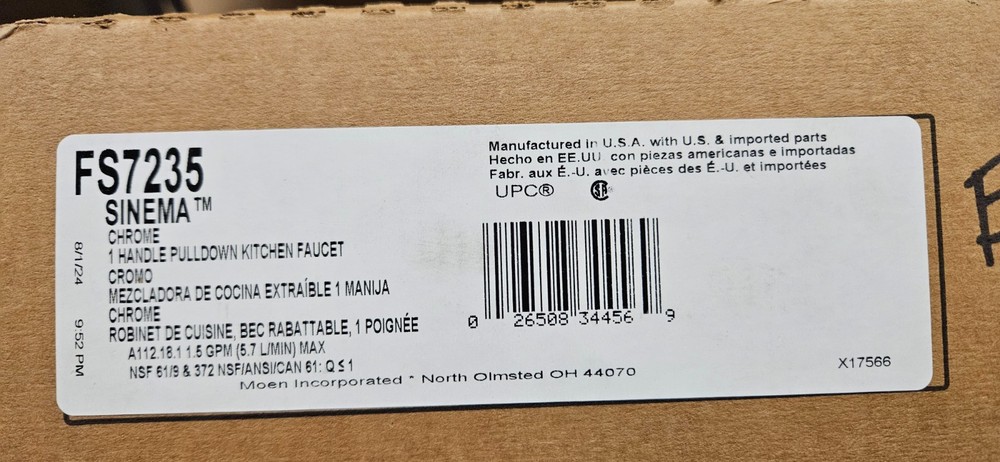 FS7235
SINEMA™
CHROME
1 HANDLE PULLDOWN KITCHEN FAUCET
CROMO
MEZCLADORA DE COCINA EXTRAÍBLE 1 MANIJA
CHROME
ROBINET DE CUISINE, BEC RABATTABLE, 1 POIGNÉE
A112.18.1 1.5 GPM (5.7 L/MIN) MAX
NSF 61/9 & 372 NSF/ANSI/CAN 61: Q ≤ 1
Moen Incorporated * North Olmsted OH 44070
8/1/24 9:52 PM
Manufactured in U.S.A. with U.S. & imported parts
Hecho en EE.UU. con piezas americanas e importadas
Fabr. aux É.-U. avec pièces des É.-U. et importées
UPC®
0 26508 34456 9
X17566